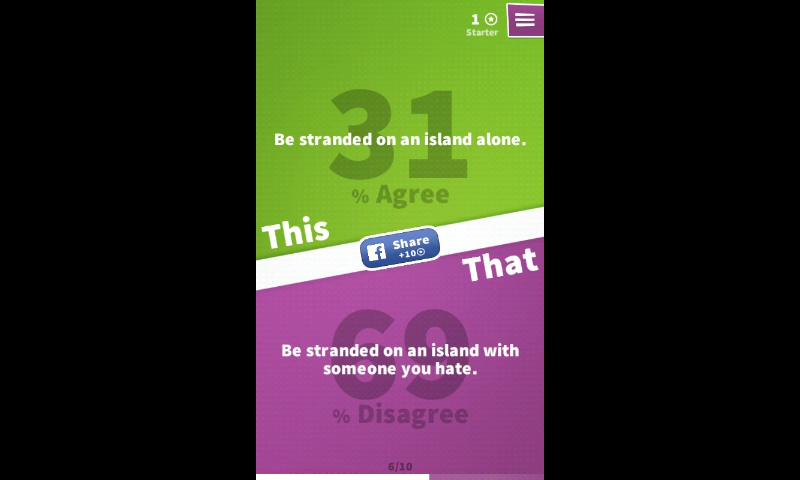 1
Starter
31
Be stranded on an island alone.
% Agree
This
Share
+10
That
69
Be stranded on an island with
someone you hate.
% Disagree
6/10